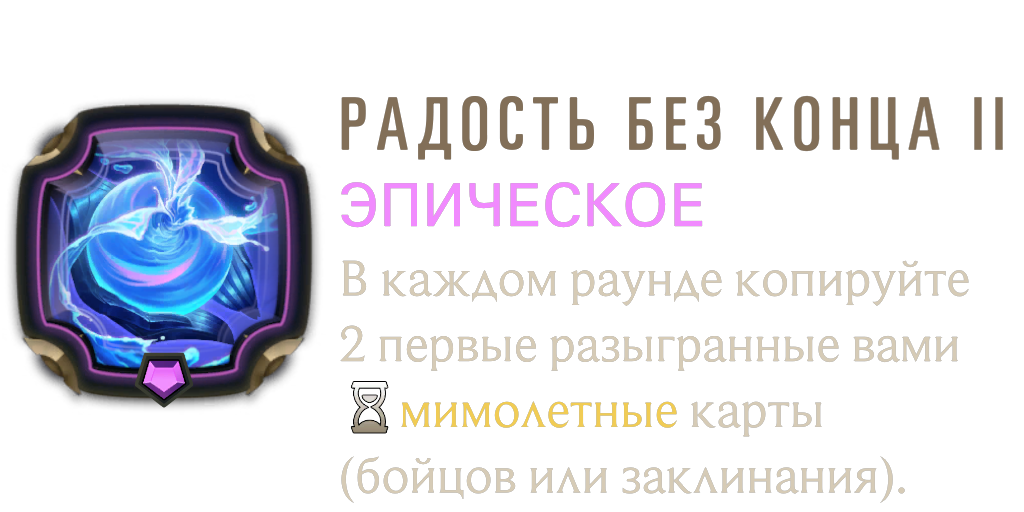 РАДОСТЬ БЕЗ КОНЦА II
ЭПИЧЕСКОЕ
В каждом раунде копируйте
2 первые разыгранные вами
мимолетные карты
(бойцов или заклинания).